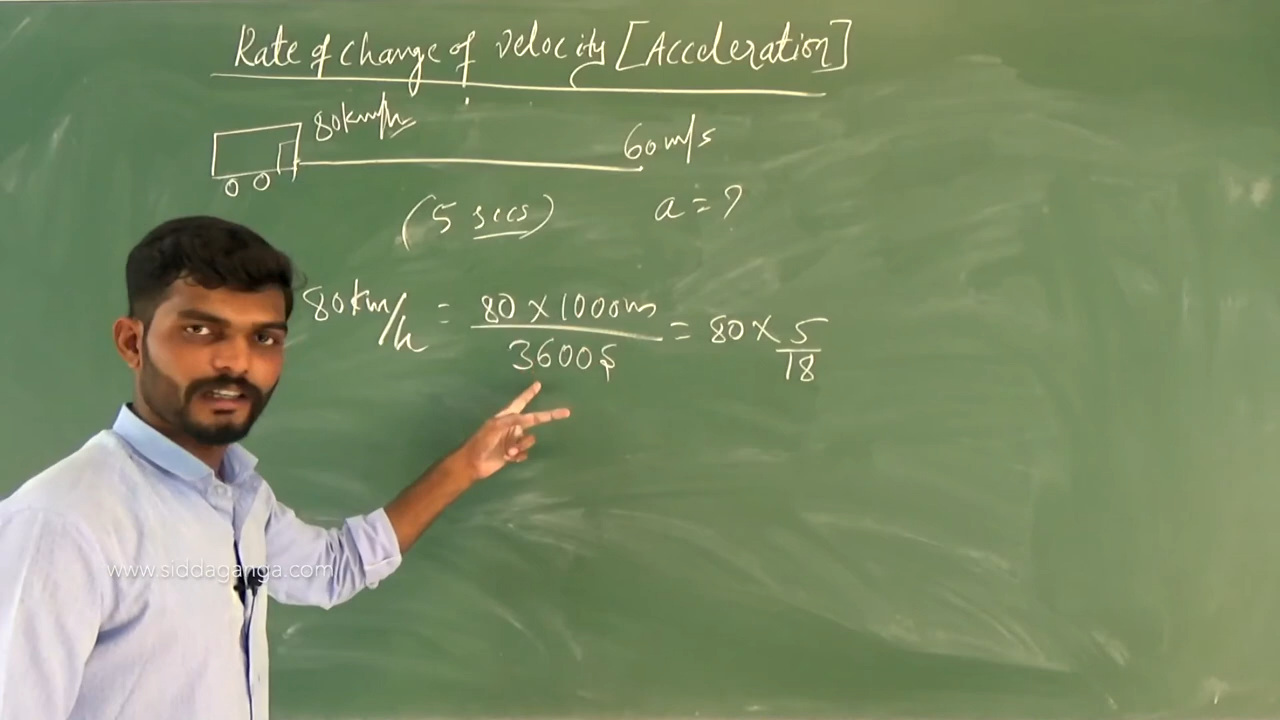 Rate of change of velocity [Acceleration]
80km/h
60m/s
(5 secs) a = ?
80km/h = 80 × 1000m / 3600s = 80 × 5/18
www.siddaganga.com